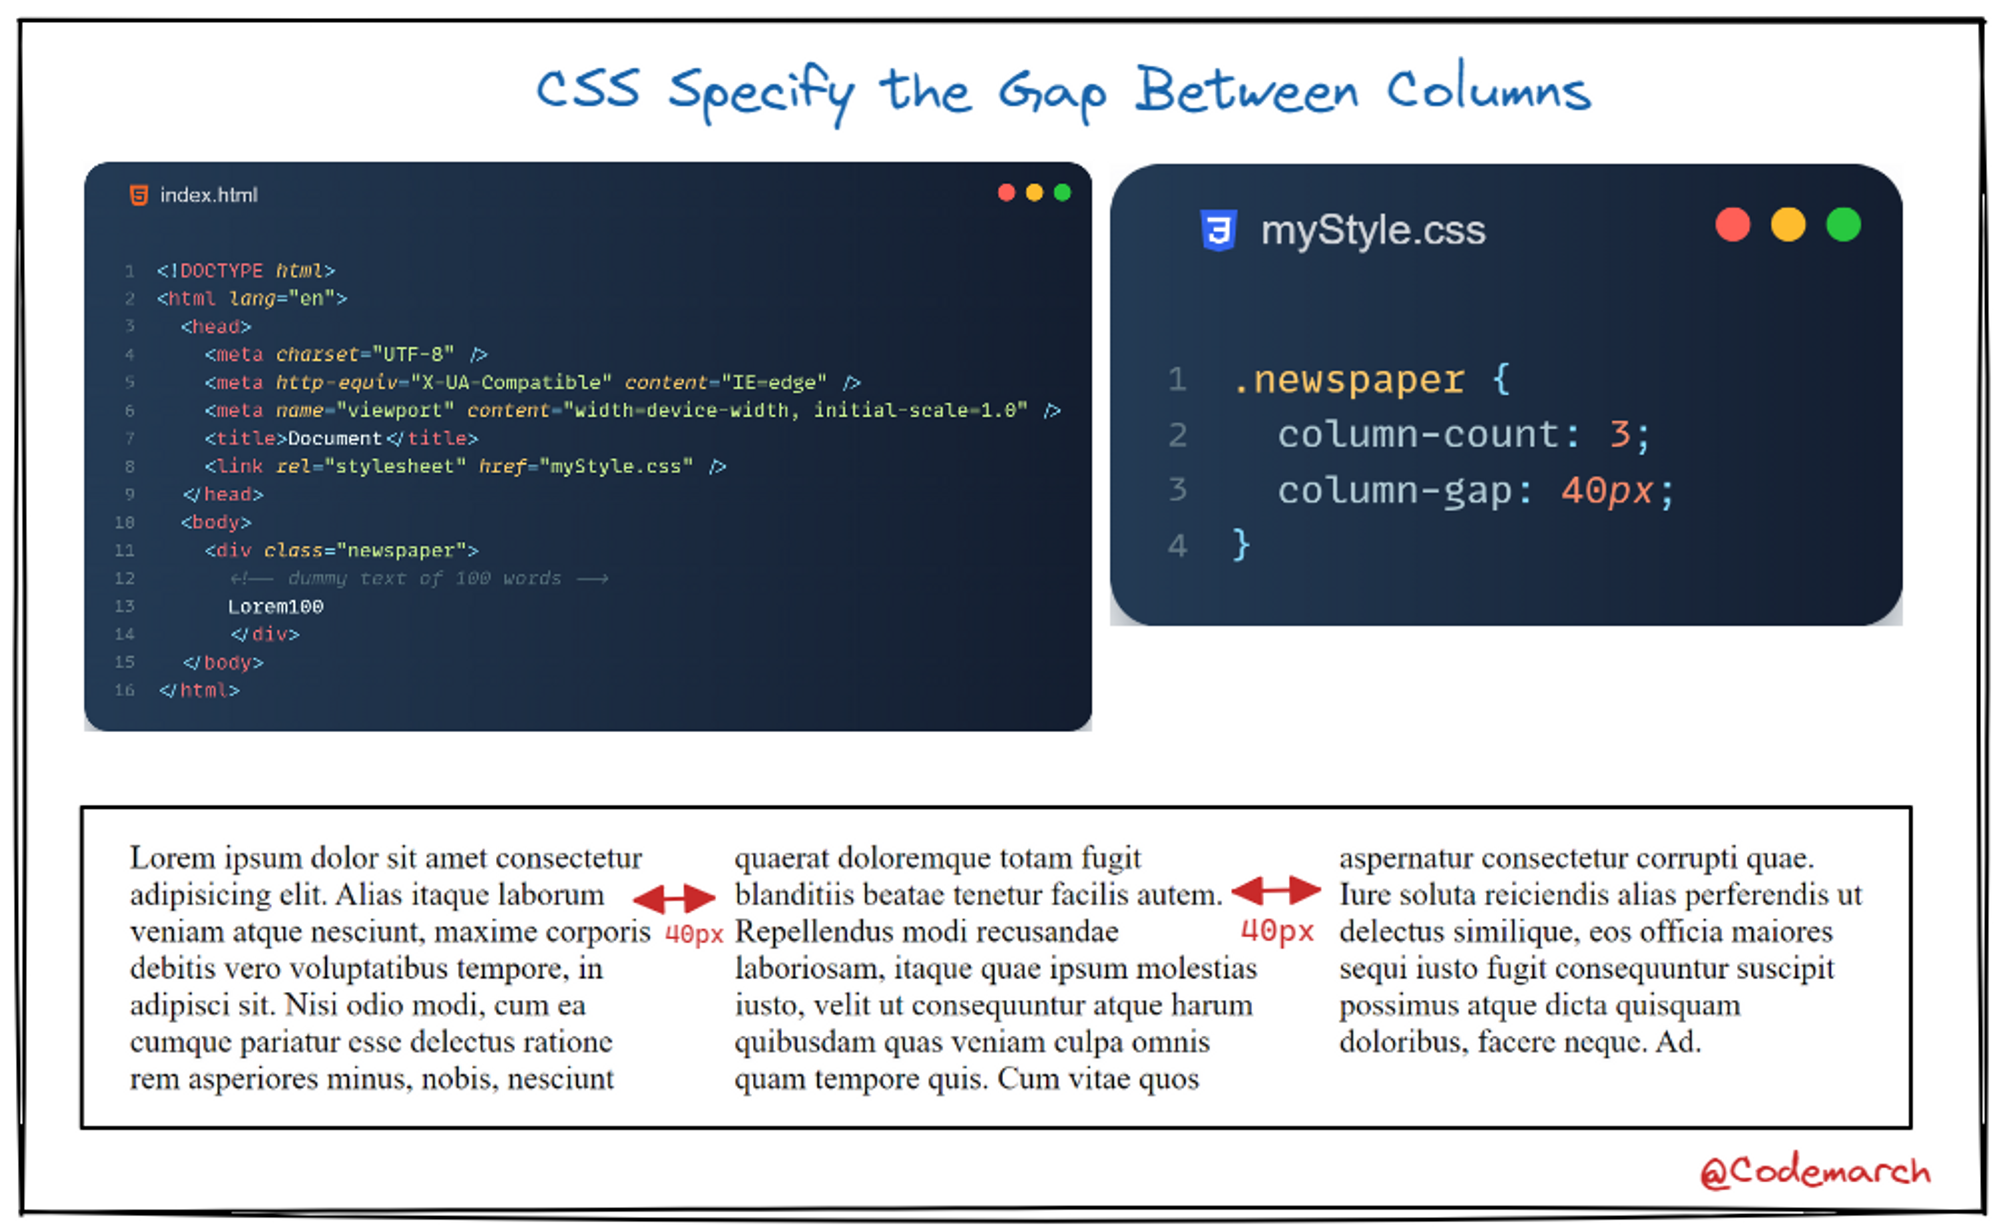 CSS Specify the Gap Between Columns
index.html
1 <!DOCTYPE html>
2 <html lang="en">
3 <head>
4 <meta charset="UTF-8" />
5 <meta http-equiv="X-UA-Compatible" content="IE=edge" />
6 <meta name="viewport" content="width=device-width, initial-scale=1.0" />
7 <title>Document</title>
8 <link rel="stylesheet" href="myStyle.css" />
9 </head>
10 <body>
11 <div class="newspaper">
12 <!-- dummy text of 100 words -->
13 Lorem100
14 </div>
15 </body>
16 </html>
myStyle.css
1 .newspaper {
2 column-count: 3;
3 column-gap: 40px;
4 }
Lorem ipsum dolor sit amet consectetur
adipisicing elit. Alias itaque laborum
veniam atque nesciunt, maxime corporis
debitis vero voluptatibus tempore, in
adipisci sit. Nisi odio modi, cum ea
cumque pariatur esse delectus ratione
rem asperiores minus, nobis, nesciunt
40px
quaerat doloremque totam fugit
blanditiis beatae tenetur facilis autem.
Repellendus modi recusandae
laboriosam, itaque quae ipsum molestias
iusto, velit ut consequuntur atque harum
quibusdam quas veniam culpa omnis
quam tempore quis. Cum vitae quos
40px
aspernatur consectetur corrupti quae.
Iure soluta reiciendis alias perferendis ut
delectus similique, eos officia maiores
sequi iusto fugit consequuntur suscipit
possimus atque dicta quisquam
doloribus, facere neque. Ad.
@Codemarch